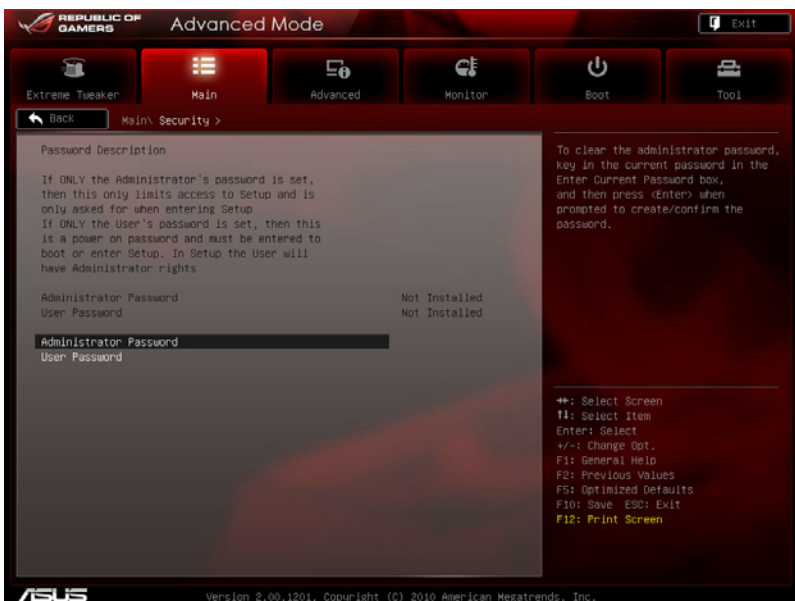 REPUBLIC OF
GAMERS
Advanced Mode
Exit
Extreme Tweaker
Main
Advanced
Monitor
Boot
Tool
Back
Main\ Security >
Password Description
If ONLY the Administrator's password is set,
then this only limits access to Setup and is
only asked for when entering Setup
If ONLY the User's password is set, then this
is a power on password and must be entered to
boot or enter Setup. In Setup the User will
have Administrator rights
Administrator Password Not Installed
User Password Not Installed
Administrator Password
User Password
To clear the administrator password,
key in the current password in the
Enter Current Password box,
and then press <Enter> when
prompted to create/confirm the
password.
→←: Select Screen
↑↓: Select Item
Enter: Select
+/-: Change Opt.
F1: General Help
F2: Previous Values
F5: Optimized Defaults
F10: Save ESC: Exit
F12: Print Screen
ASUS
Version 2.00.1201. Copyright (C) 2010 American Megatrends, Inc.